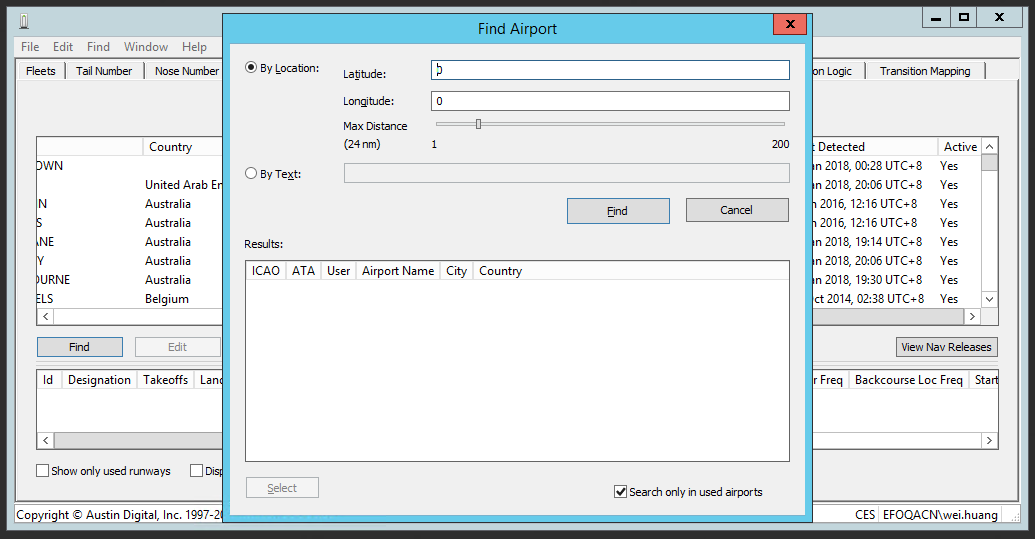 Find Airport
File Edit Find Window Help
Fleets Tail Number Nose Number on Logic Transition Mapping
By Location: Latitude: 0
Longitude: 0
Max Distance
(24 nm) 1 200
By Text:
Find Cancel
Results:
ICAO ATA User Airport Name City Country
Select
Search only in used airports
Country t Detected Active
OWN un 2018, 00:28 UTC+8 Yes
United Arab Em un 2018, 20:06 UTC+8 Yes
N Australia n 2016, 12:16 UTC+8 Yes
S Australia n 2016, 12:16 UTC+8 Yes
ANE Australia un 2018, 19:14 UTC+8 Yes
Y Australia un 2018, 20:06 UTC+8 Yes
OURNE Australia un 2018, 19:30 UTC+8 Yes
ELS Belgium ct 2014, 02:38 UTC+8 Yes
Find Edit View Nav Releases
Id Designation Takeoffs Lan r Freq Backcourse Loc Freq Start
Show only used runways Disp
Copyright © Austin Digital, Inc. 1997-2 CES EFOQACN\wei.huang